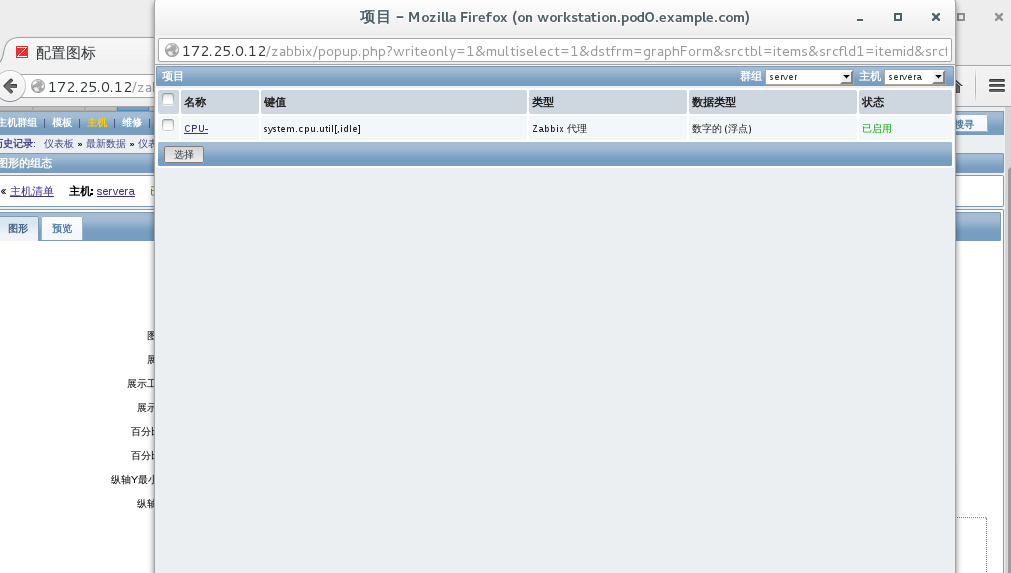 项目 - Mozilla Firefox (on workstation.pod0.example.com)
配置图标
172.25.0.12/za
172.25.0.12/zabbix/popup.php?writeonly=1&multiselect=1&dstfrm=graphForm&srctbl=items&srcfld1=itemid&srcf
项目 群组 server 主机 servera
名称 键值 类型 数据类型 状态
CPU- system.cpu.util[,idle] Zabbix 代理 数字的 (浮点) 已启用
选择
主机群组 | 模板 | 主机 | 维修 |
搜寻
历史记录: 仪表板 » 最新数据 » 仪表
图形的组态
« 主机清单 主机: servera
图形 预览
展示工
展示
百分比
百分比
纵轴Y最小
纵轴